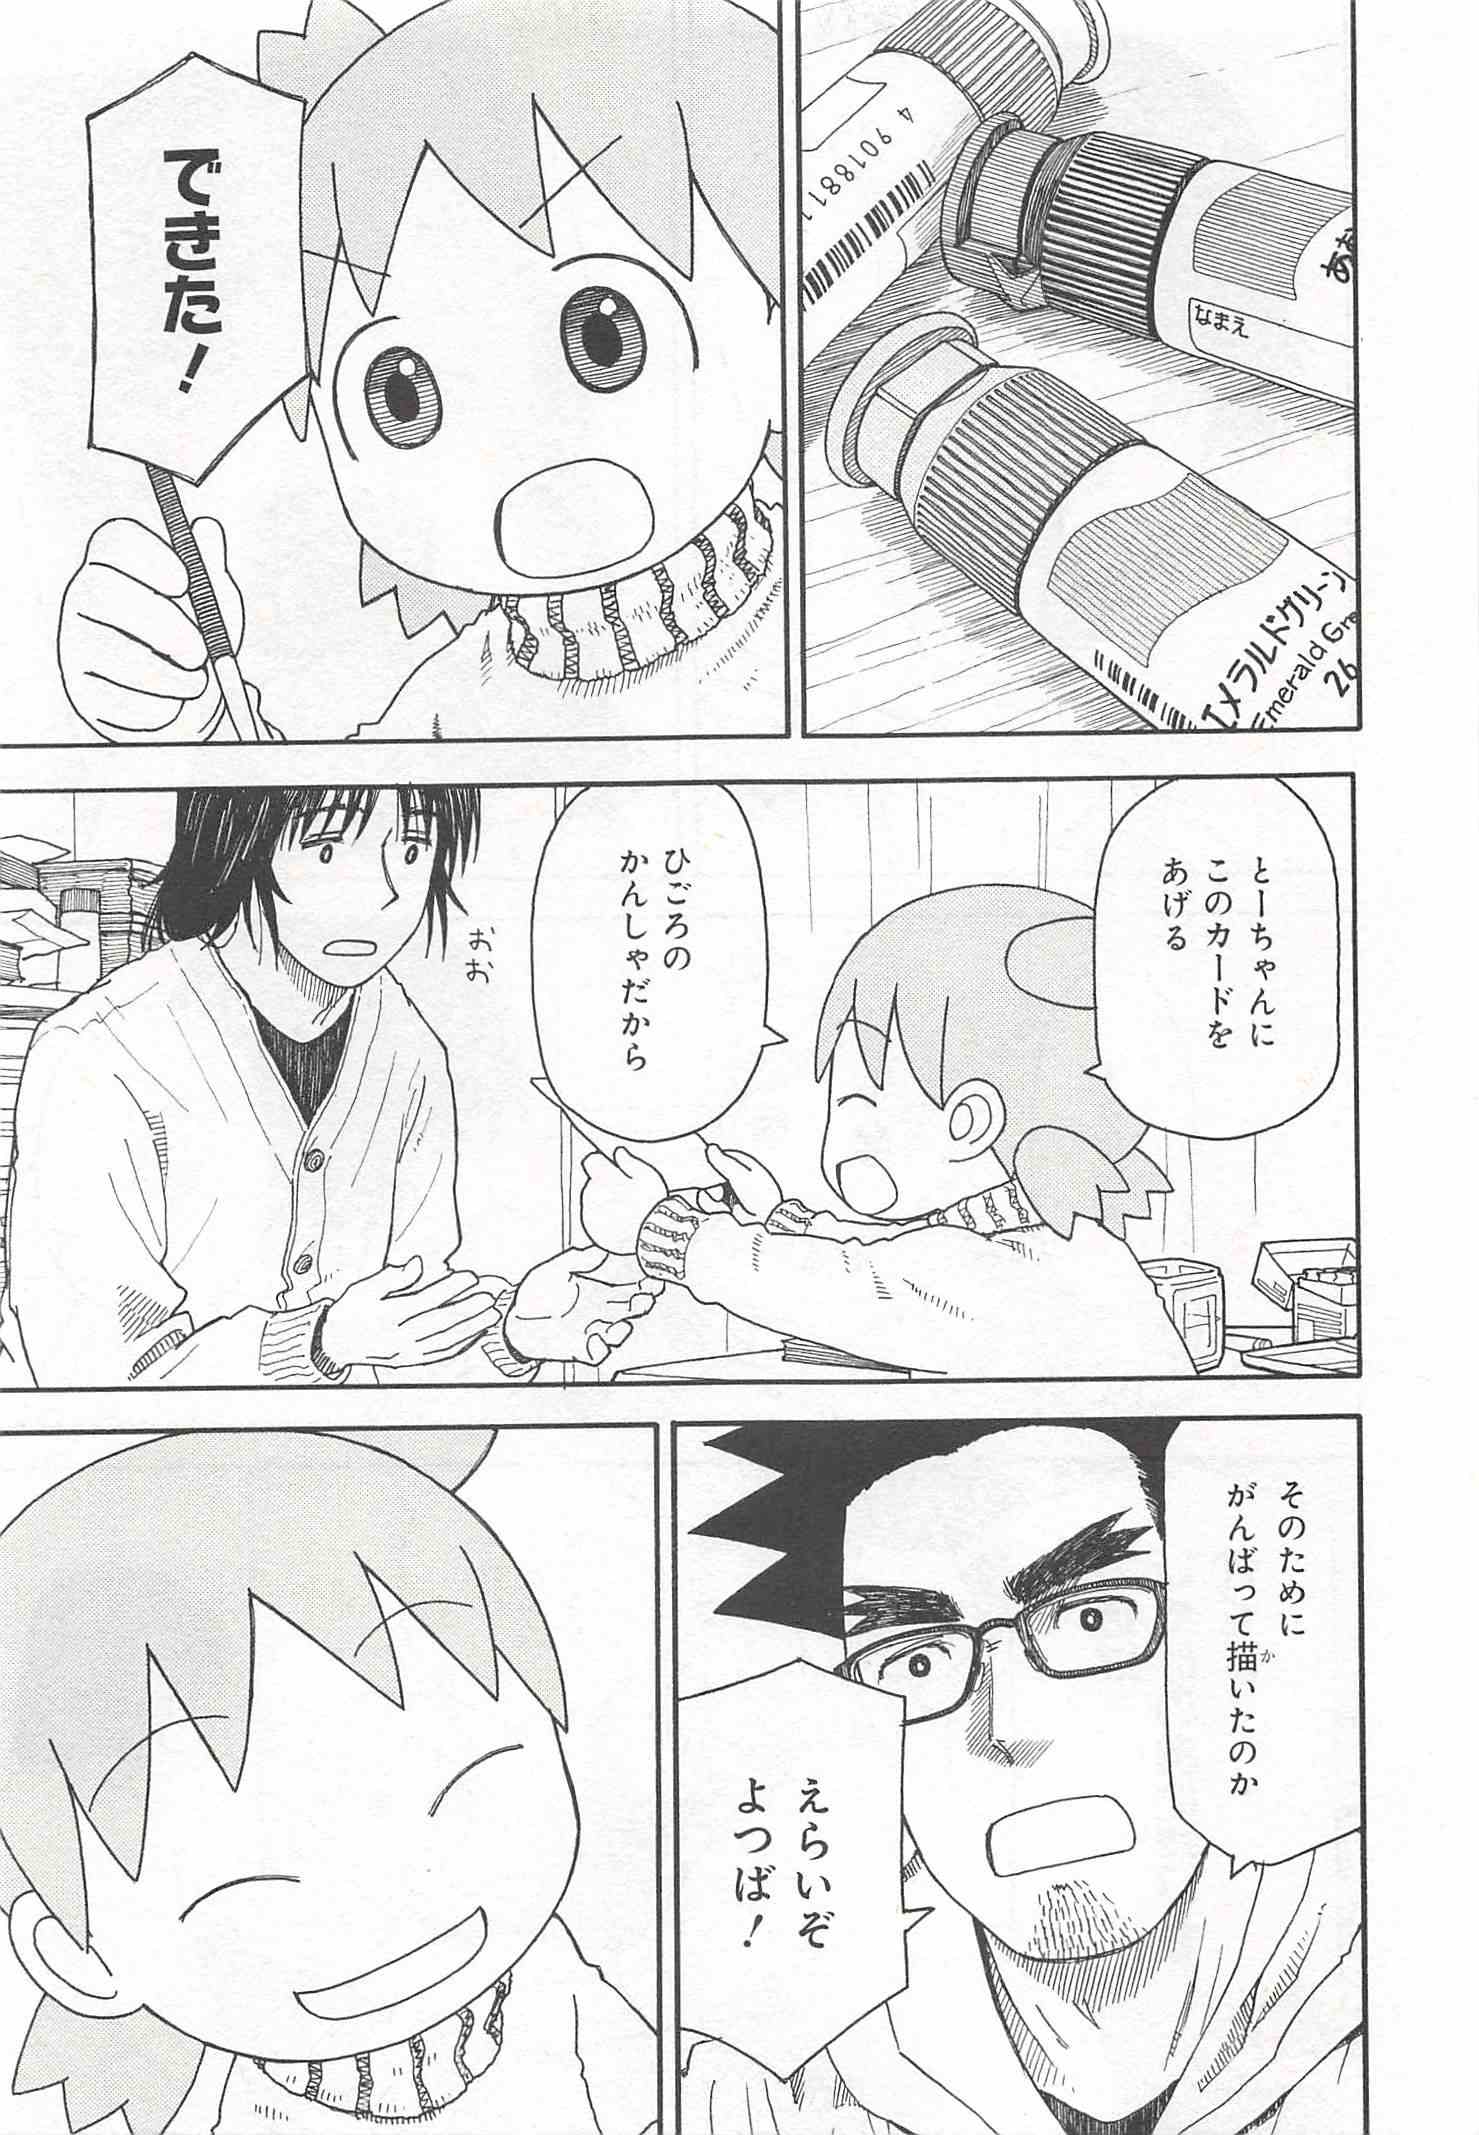 4 901881
なまえ
エメラルドグリーン
Emerald Gre
26
できた！
とーちゃんに
このカードを
あげる
ひごろの
かんしゃだから
おお
そのために
がんばって描いたのか
か
えらいぞ
よつば！